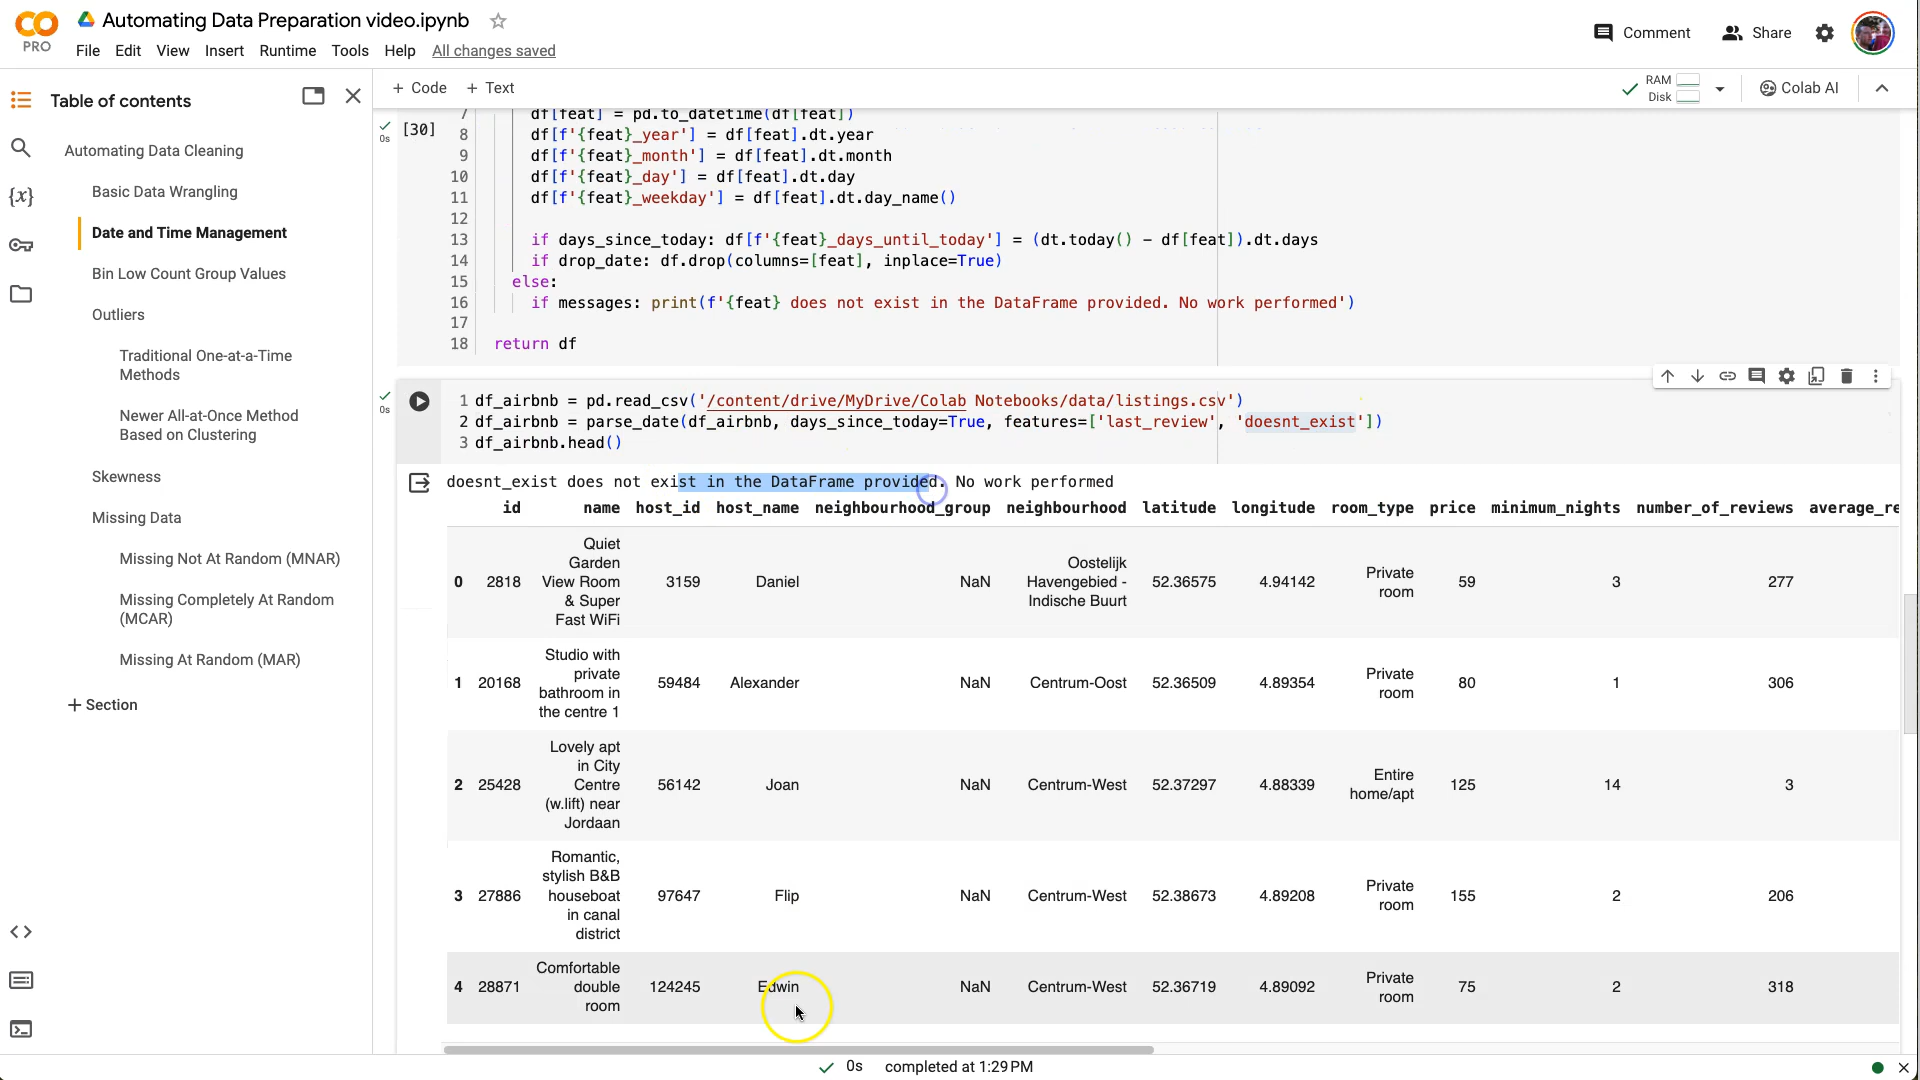 Automating Data Preparation video.ipynb
PRO
File Edit View Insert Runtime Tools Help All changes saved
Comment Share
Table of contents
+ Code + Text
RAM
Disk
Colab AI
Automating Data Cleaning
Basic Data Wrangling
Date and Time Management
Bin Low Count Group Values
Outliers
Traditional One-at-a-Time
Methods
Newer All-at-Once Method
Based on Clustering
Skewness
Missing Data
Missing Not At Random (MNAR)
Missing Completely At Random
(MCAR)
Missing At Random (MAR)
+ Section
{x}
0s
[30]
7 df[feat] = pd.to_datetime(df[feat])
8 df[f'{feat}_year'] = df[feat].dt.year
9 df[f'{feat}_month'] = df[feat].dt.month
10 df[f'{feat}_day'] = df[feat].dt.day
11 df[f'{feat}_weekday'] = df[feat].dt.day_name()
12
13 if days_since_today: df[f'{feat}_days_until_today'] = (dt.today() - df[feat]).dt.days
14 if drop_date: df.drop(columns=[feat], inplace=True)
15 else:
16 if messages: print(f'{feat} does not exist in the DataFrame provided. No work performed')
17
18 return df
0s
1 df_airbnb = pd.read_csv('/content/drive/MyDrive/Colab Notebooks/data/listings.csv')
2 df_airbnb = parse_date(df_airbnb, days_since_today=True, features=['last_review', 'doesnt_exist'])
3 df_airbnb.head()
doesnt_exist does not exist in the DataFrame provided. No work performed
id name host_id host_name neighbourhood_group neighbourhood latitude longitude room_type price minimum_nights number_of_reviews average_re
0 2818 Quiet Garden View Room & Super Fast WiFi 3159 Daniel NaN Oostelijk Havengebied - Indische Buurt 52.36575 4.94142 Private room 59 3 277
1 20168 Studio with private bathroom in the centre 1 59484 Alexander NaN Centrum-Oost 52.36509 4.89354 Private room 80 1 306
2 25428 Lovely apt in City Centre (w.lift) near Jordaan 56142 Joan NaN Centrum-West 52.37297 4.88339 Entire home/apt 125 14 3
3 27886 Romantic, stylish B&B houseboat in canal district 97647 Flip NaN Centrum-West 52.38673 4.89208 Private room 155 2 206
4 28871 Comfortable double room 124245 Edwin NaN Centrum-West 52.36719 4.89092 Private room 75 2 318
0s completed at 1:29 PM